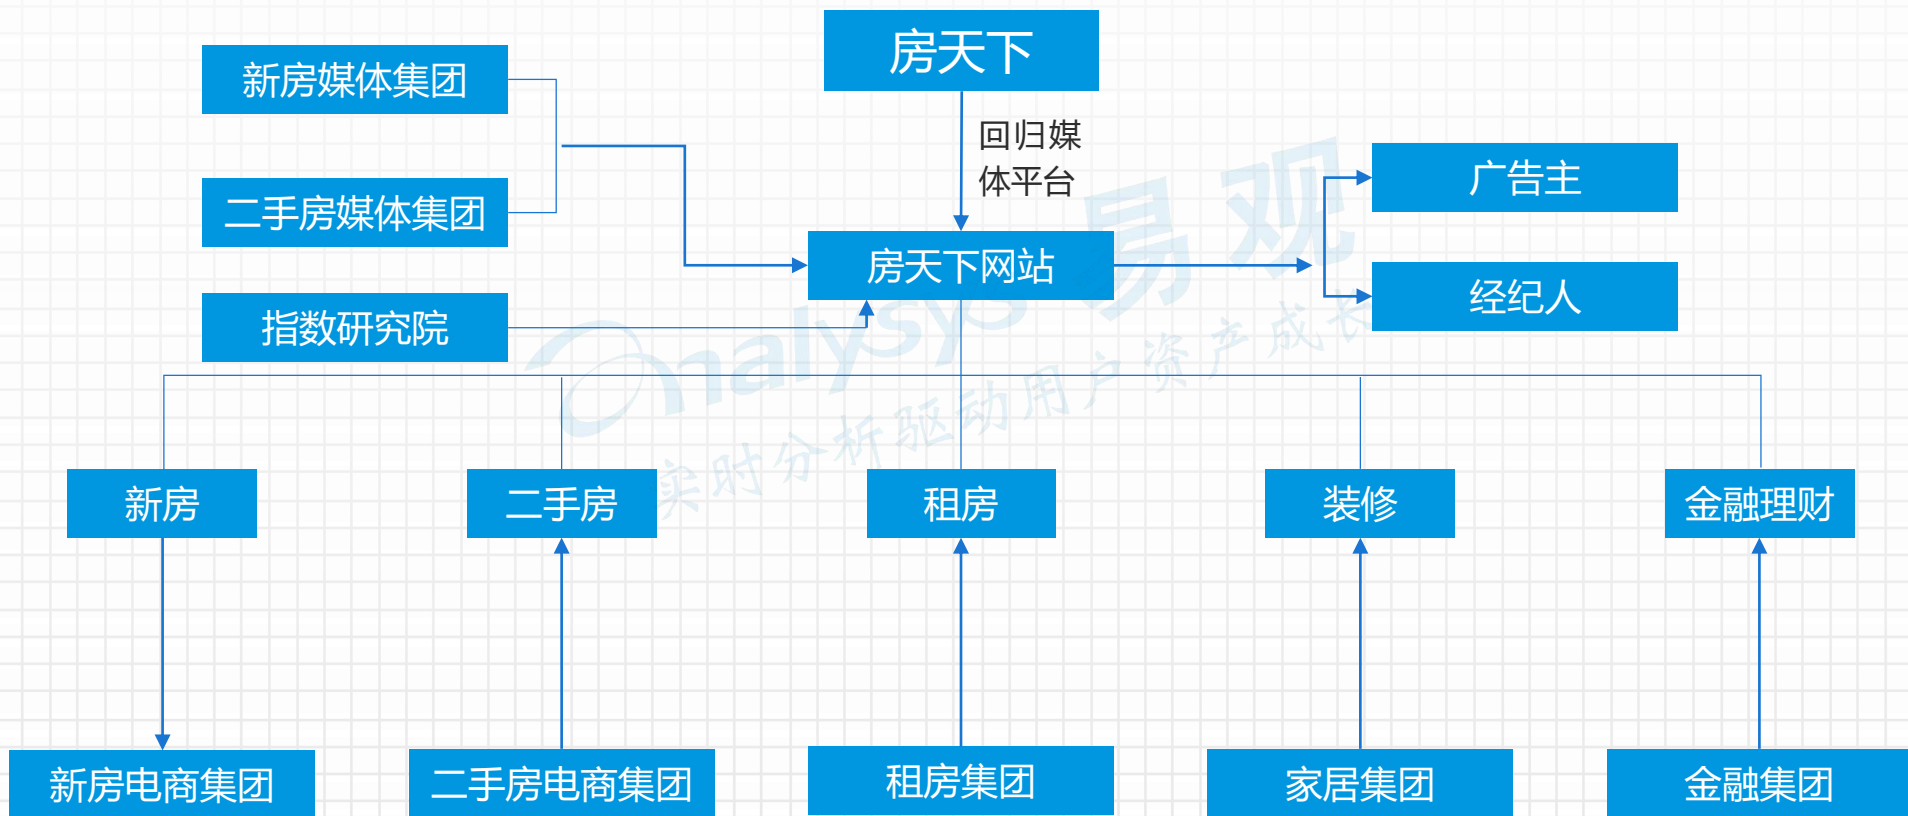 房天下
新房媒体集团
回归媒
体平台
广告主
二手房媒体集团
房天下网站
经纪人
指数研究院
nalysys 易观
实时分析驱动用户资产成长
新房
二手房
租房
装修
金融理财
新房电商集团
二手房电商集团
租房集团
家居集团
金融集团